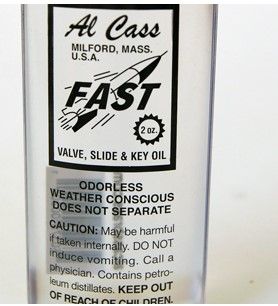 Al Cass
MILFORD, MASS.
U.S.A.
FAST
2 oz.
VALVE, SLIDE & KEY OIL
ODORLESS
WEATHER CONSCIOUS
DOES NOT SEPARATE
CAUTION: May be harmful
if taken internally. DO NOT
induce vomiting. Call a
physician. Contains petro-
leum distillates. KEEP OUT
OF REACH OF CHILDREN.